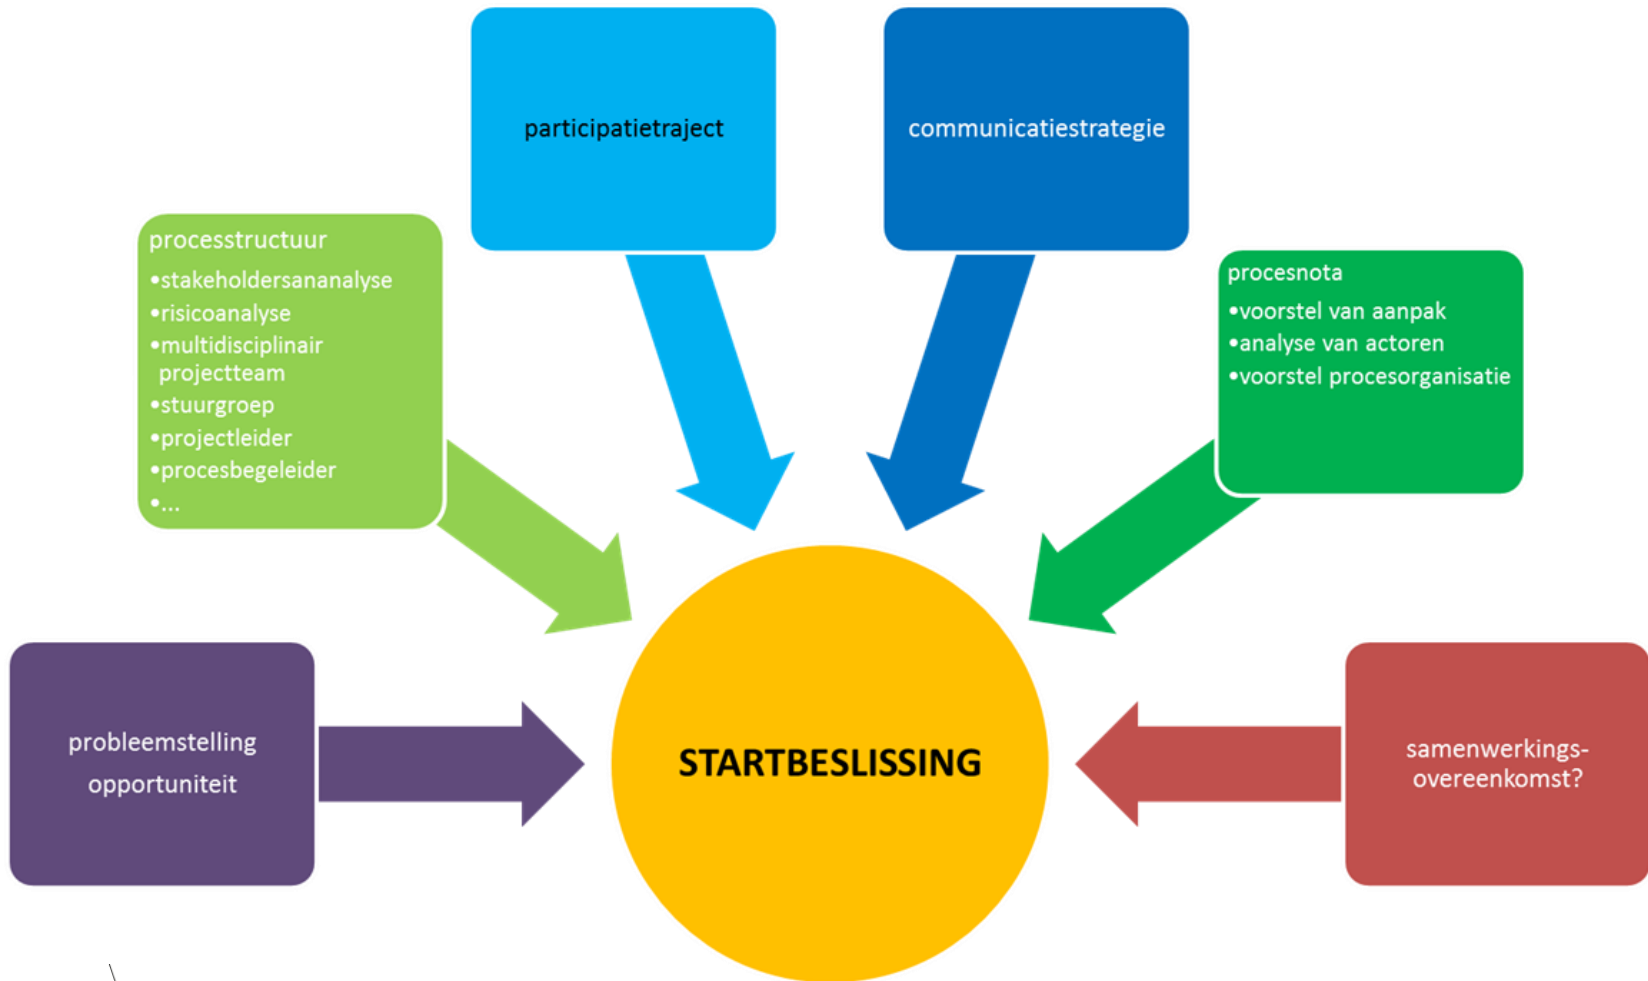 participatietraject
communicatiestrategie
processtructuur
•stakeholdersananalyse
•risicoanalyse
•multidisciplinair
projectteam
•stuurgroep
•projectleider
•procesbegeleider
•...
procesnota
•voorstel van aanpak
•analyse van actoren
•voorstel procesorganisatie
probleemstelling
opportuniteit
STARTBESLISSING
samenwerkings-
overeenkomst?
\